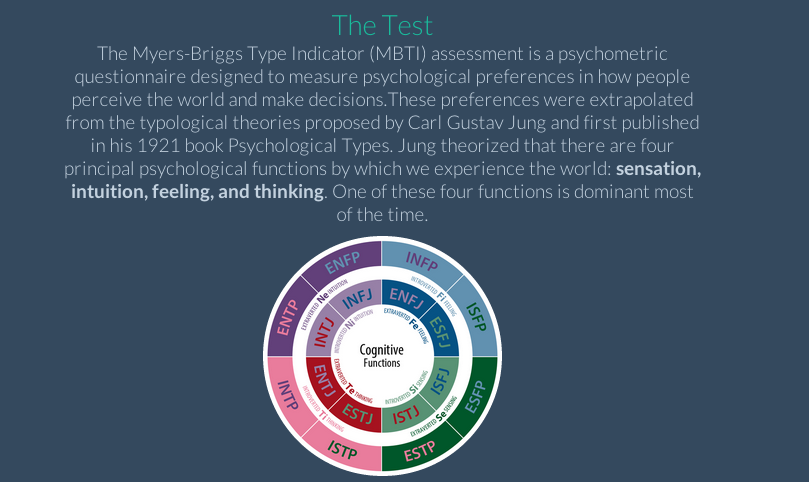 The Test
The Myers-Briggs Type Indicator (MBTI) assessment is a psychometric
questionnaire designed to measure psychological preferences in how people
perceive the world and make decisions.These preferences were extrapolated
from the typological theories proposed by Carl Gustav Jung and first published
in his 1921 book Psychological Types. Jung theorized that there are four
principal psychological functions by which we experience the world: sensation,
intuition, feeling, and thinking. One of these four functions is dominant most
of the time.
ENFP
INFP
ISFP
ESFP
ESTP
ISTP
INTP
ENTP
EXTRAVERTED Ne INTUITION
INTROVERTED Fi FEELING
EXTRAVERTED Se SENSING
INTROVERTED Ti THINKING
INFJ
ENFJ
ESFJ
ISFJ
ISTJ
ESTJ
ENTJ
INTJ
INTROVERTED Ni INTUITION
EXTRAVERTED Fe FEELING
INTROVERTED Si SENSING
EXTRAVERTED Te THINKING
Cognitive
Functions